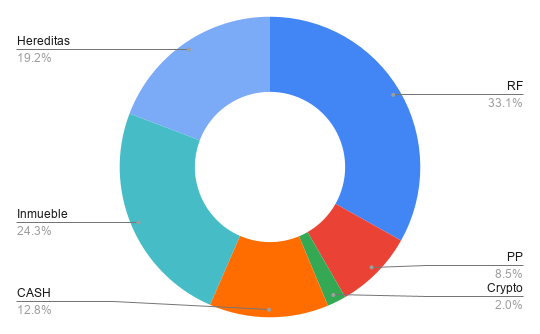 Hereditas
19.2%
RF
33.1%
Inmueble
24.3%
PP
8.5%
Crypto
2.0%
CASH
12.8%